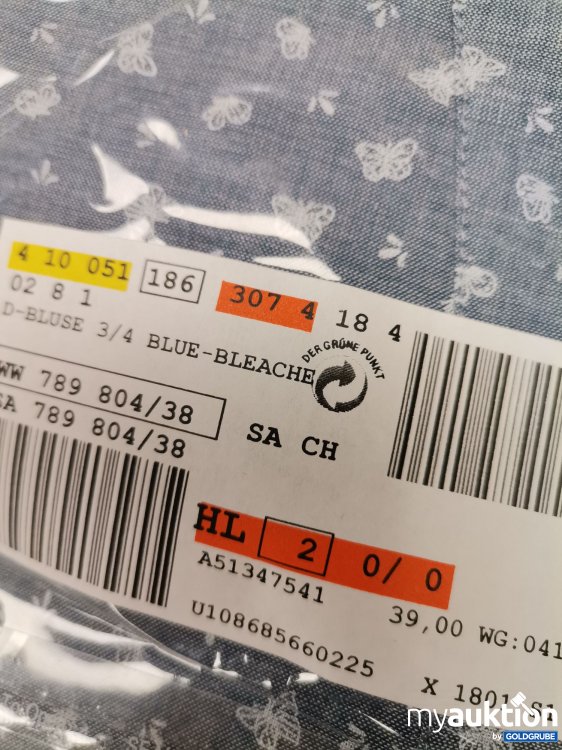 4 10 051 186 307 4 18 4
02 8 1
D-BLUSE 3/4 BLUE-BLEACHE
DER GRÜNE PUNKT
WW 789 804/38
SA 789 804/38
SA CH
HL 2 0/ 0
A51347541
39,00 WG:041
U108685660225
X 1801 SA
myauktion
by GOLDGRUBE